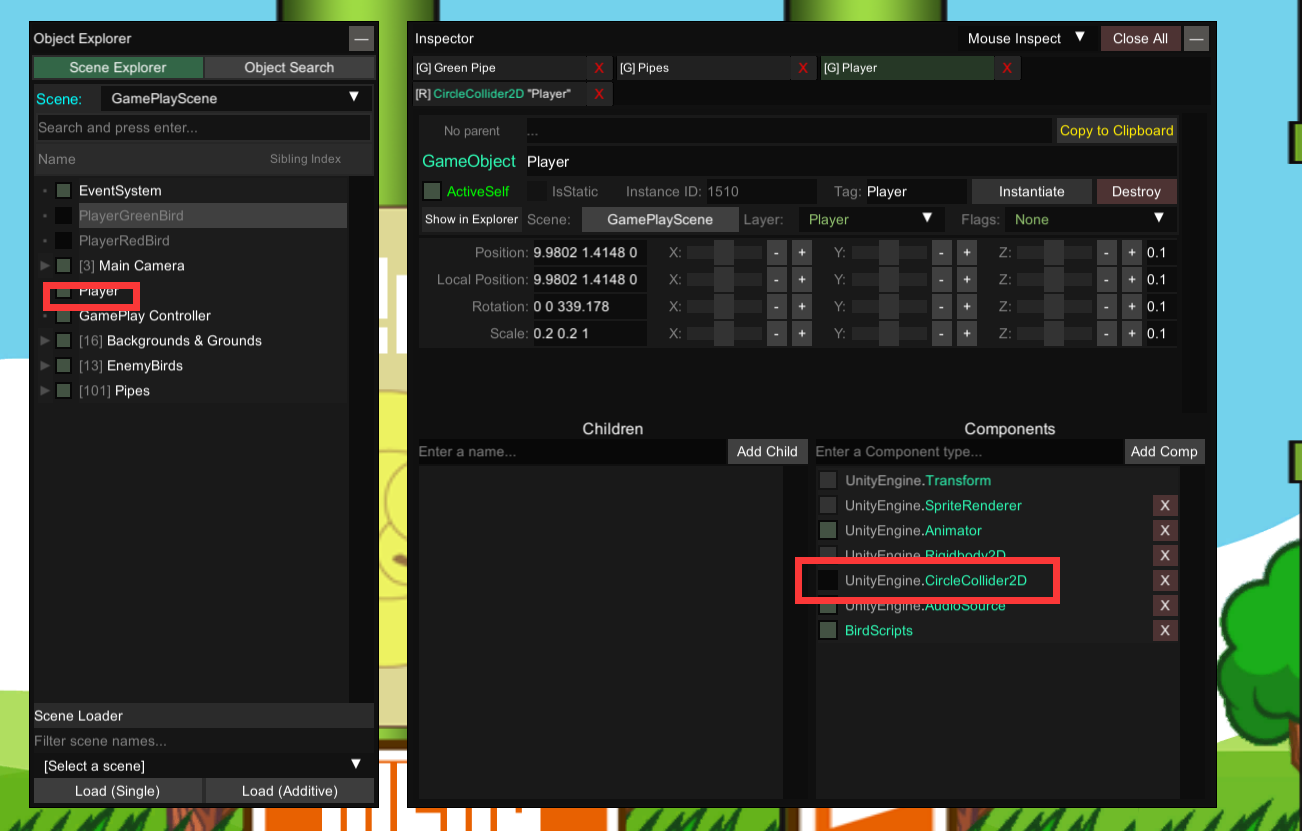 Object Explorer
—
Scene Explorer
Object Search
Scene:
GamePlayScene
▼
Search and press enter...
Name
Sibling Index
EventSystem
PlayerGreenBird
PlayerRedBird
► [3] Main Camera
Player
GamePlay Controller
► [16] Backgrounds & Grounds
► [13] EnemyBirds
► [101] Pipes
Scene Loader
Filter scene names...
[Select a scene] ▼
Load (Single)
Load (Additive)
Inspector
Mouse Inspect ▼
Close All
—
[G] Green Pipe X
[G] Pipes X
[G] Player X
[R] CircleCollider2D "Player" X
No parent
...
Copy to Clipboard
GameObject Player
ActiveSelf
IsStatic
Instance ID: 1510
Tag: Player
Instantiate
Destroy
Show in Explorer
Scene: GamePlayScene
Layer: Player ▼
Flags: None ▼
Position: 9.9802 1.4148 0 X: - + Y: - + Z: - + 0.1
Local Position: 9.9802 1.4148 0 X: - + Y: - + Z: - + 0.1
Rotation: 0 0 339.178 X: - + Y: - + Z: - + 0.1
Scale: 0.2 0.2 1 X: - + Y: - + Z: - + 0.1
Children
Enter a name...
Add Child
Components
Enter a Component type...
Add Comp
UnityEngine.Transform
UnityEngine.SpriteRenderer X
UnityEngine.Animator X
UnityEngine.Rigidbody2D X
UnityEngine.CircleCollider2D X
UnityEngine.AudioSource X
BirdScripts X